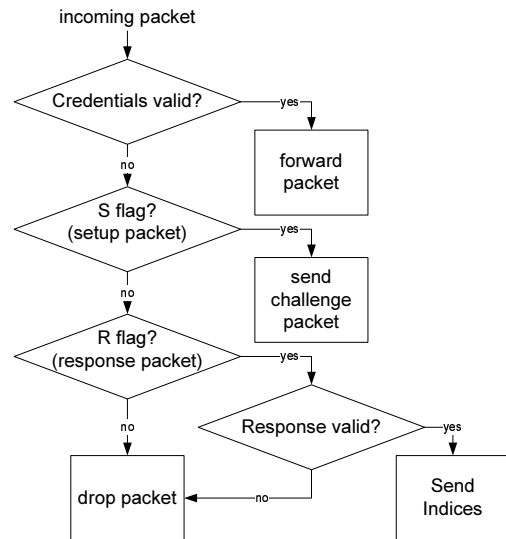 incoming packet
Credentials valid?
yes
forward
packet
no
S flag?
(setup packet)
yes
send
challenge
packet
no
R flag?
(response packet)
yes
no
Response valid?
yes
drop packet
no
Send
Indices